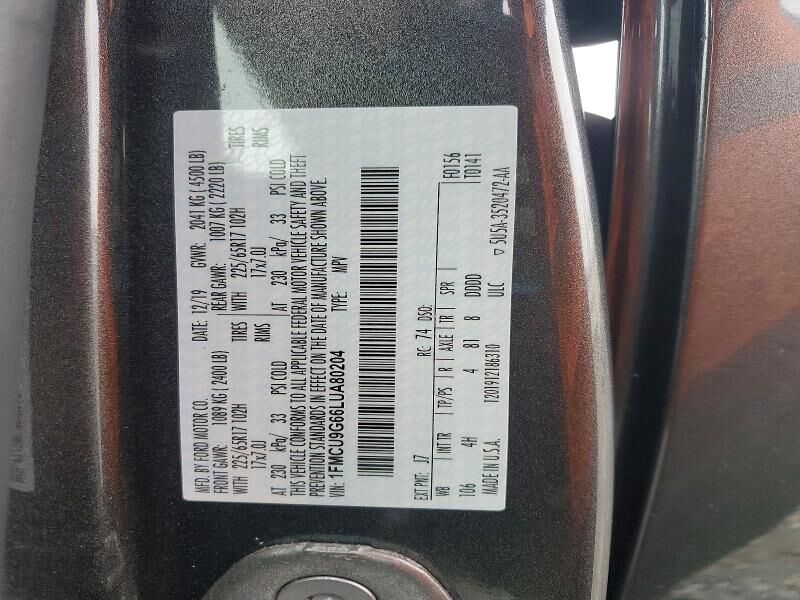 MFD. BY FORD MOTOR CO. DATE: 12/19 GVWR: 2041 KG ( 4500 LB)
FRONT GAWR: 1089 KG ( 2400 LB) REAR GAWR: 1007 KG ( 2220 LB)
WITH 225/65R17 102H TIRES WITH 225/65R17 102H TIRES
17x7.0J RIMS 17x7.0J RIMS
AT 230 kPa/ 33 PSI COLD AT 230 kPa/ 33 PSI COLD
THIS VEHICLE CONFORMS TO ALL APPLICABLE FEDERAL MOTOR VEHICLE SAFETY AND THEFT
PREVENTION STANDARDS IN EFFECT ON THE DATE OF MANUFACTURE SHOWN ABOVE.
VIN: 1FMCU9G66LUA80204 TYPE: MPV
EXT PNT: J7 RC: 74 DSO: F0156
WB INT TR TP/PS R AXLE TR SPR T0141
106 4H 4 81 8 DDDD
MADE IN U.S.A. 1201912186310 ULC ▽ 5U5A-3520472-AA